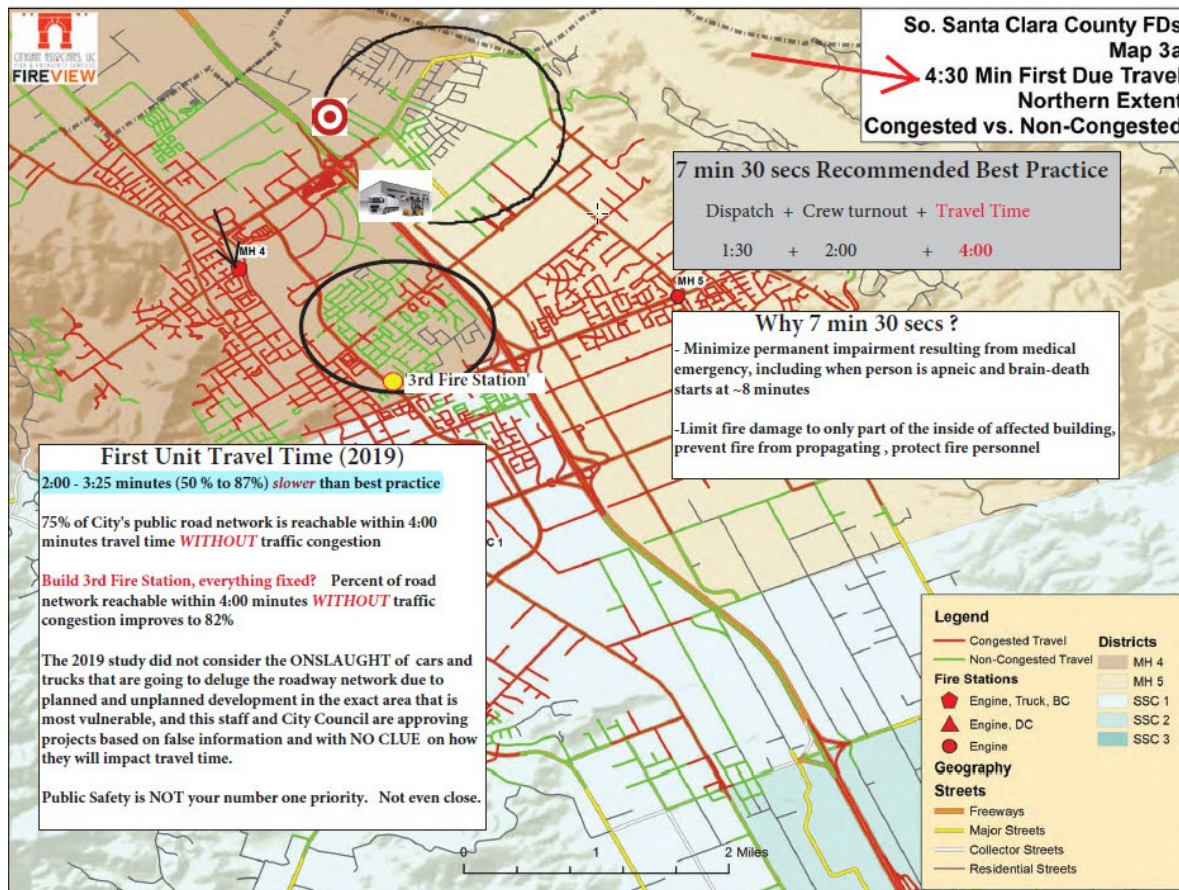 CITYGATE ASSOCIATES, LLC
FIRE & EMERGENCY SERVICES
FIREVIEW
So. Santa Clara County FDs
Map 3a
4:30 Min First Due Travel
Northern Extent
Congested vs. Non-Congested
7 min 30 secs Recommended Best Practice
Dispatch + Crew turnout + Travel Time
1:30 + 2:00 + 4:00
MH 4
MH 5
Why 7 min 30 secs ?
- Minimize permanent impairment resulting from medical
emergency, including when person is apneic and brain-death
starts at ~8 minutes
-Limit fire damage to only part of the inside of affected building,
prevent fire from propagating , protect fire personnel
'3rd Fire Station'
First Unit Travel Time (2019)
2:00 - 3:25 minutes (50 % to 87%) slower than best practice
75% of City's public road network is reachable within 4:00
minutes travel time WITHOUT traffic congestion
Build 3rd Fire Station, everything fixed? Percent of road
network reachable within 4:00 minutes WITHOUT traffic
congestion improves to 82%
The 2019 study did not consider the ONSLAUGHT of cars and
trucks that are going to deluge the roadway network due to
planned and unplanned development in the exact area that is
most vulnerable, and this staff and City Council are approving
projects based on false information and with NO CLUE on how
they will impact travel time.
Public Safety is NOT your number one priority. Not even close.
C 1
Legend
Congested Travel
Non-Congested Travel
Fire Stations
Engine, Truck, BC
Engine, DC
Engine
Districts
MH 4
MH 5
SSC 1
SSC 2
SSC 3
Geography
Streets
Freeways
Major Streets
Collector Streets
Residential Streets
0 1 2 Miles